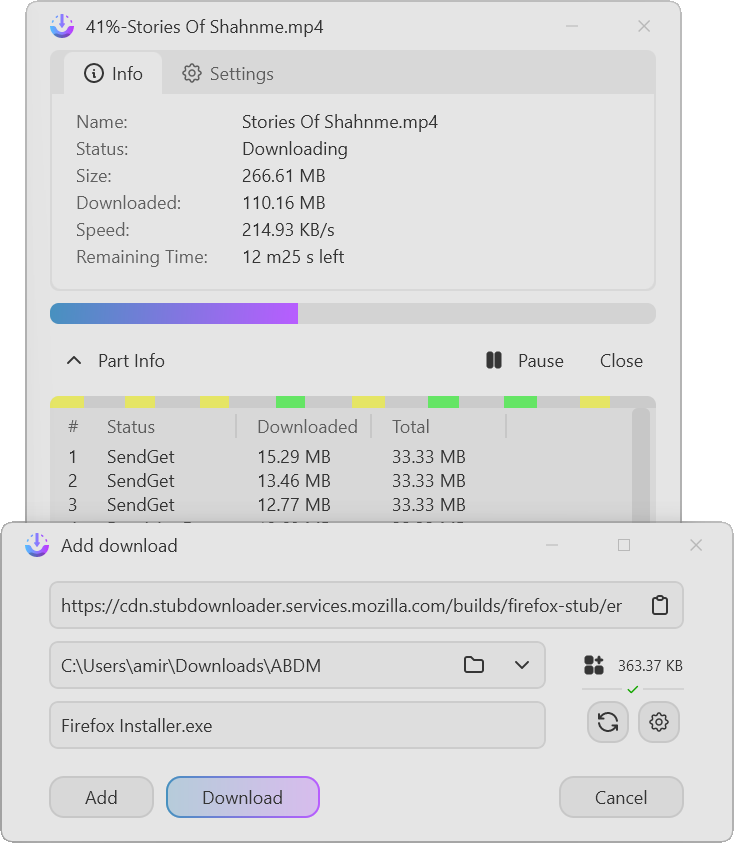 41%-Stories Of Shahnme.mp4
Info Settings
Name: Stories Of Shahnme.mp4
Status: Downloading
Size: 266.61 MB
Downloaded: 110.16 MB
Speed: 214.93 KB/s
Remaining Time: 12 m25 s left
Part Info Pause Close
# Status Downloaded Total
1 SendGet 15.29 MB 33.33 MB
2 SendGet 13.46 MB 33.33 MB
3 SendGet 12.77 MB 33.33 MB
Add download
https://cdn.stubdownloader.services.mozilla.com/builds/firefox-stub/er
C:\Users\amir\Downloads\ABDM 363.37 KB
Firefox Installer.exe
Add Download Cancel